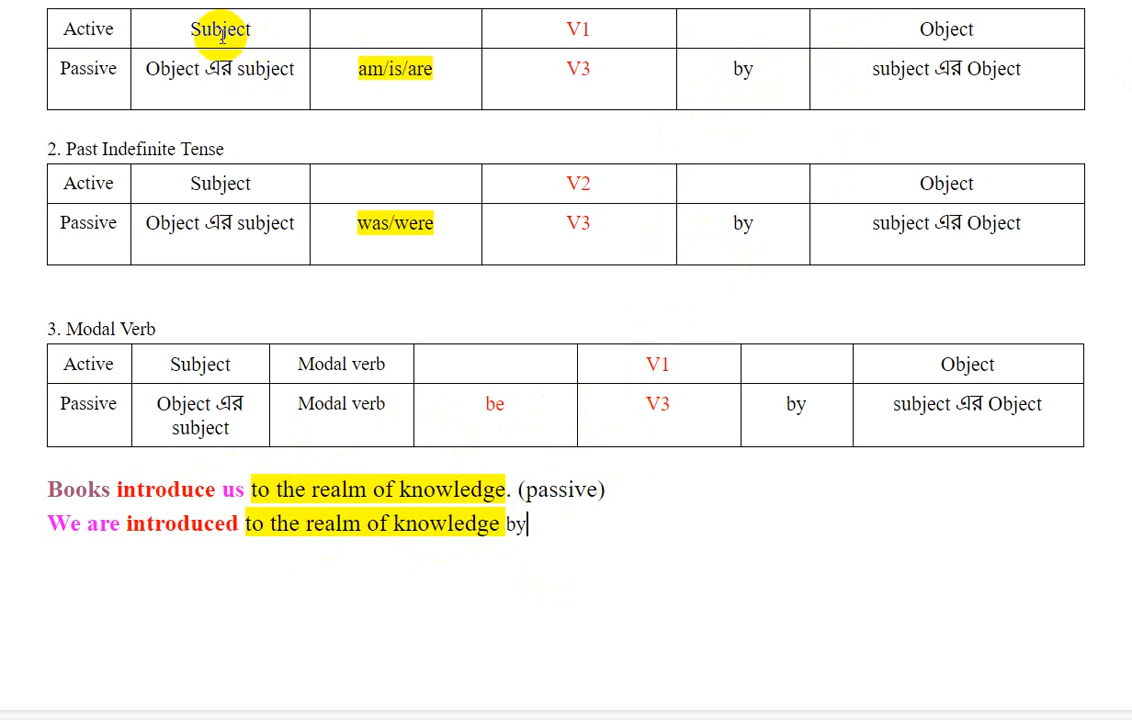 Active Subject V1 Object
Passive Object এর subject am/is/are V3 by subject এর Object
2. Past Indefinite Tense
Active Subject V2 Object
Passive Object এর subject was/were V3 by subject এর Object
3. Modal Verb
Active Subject Modal verb V1 Object
Passive Object এর subject Modal verb be V3 by subject এর Object
Books introduce us to the realm of knowledge. (passive)
We are introduced to the realm of knowledge by